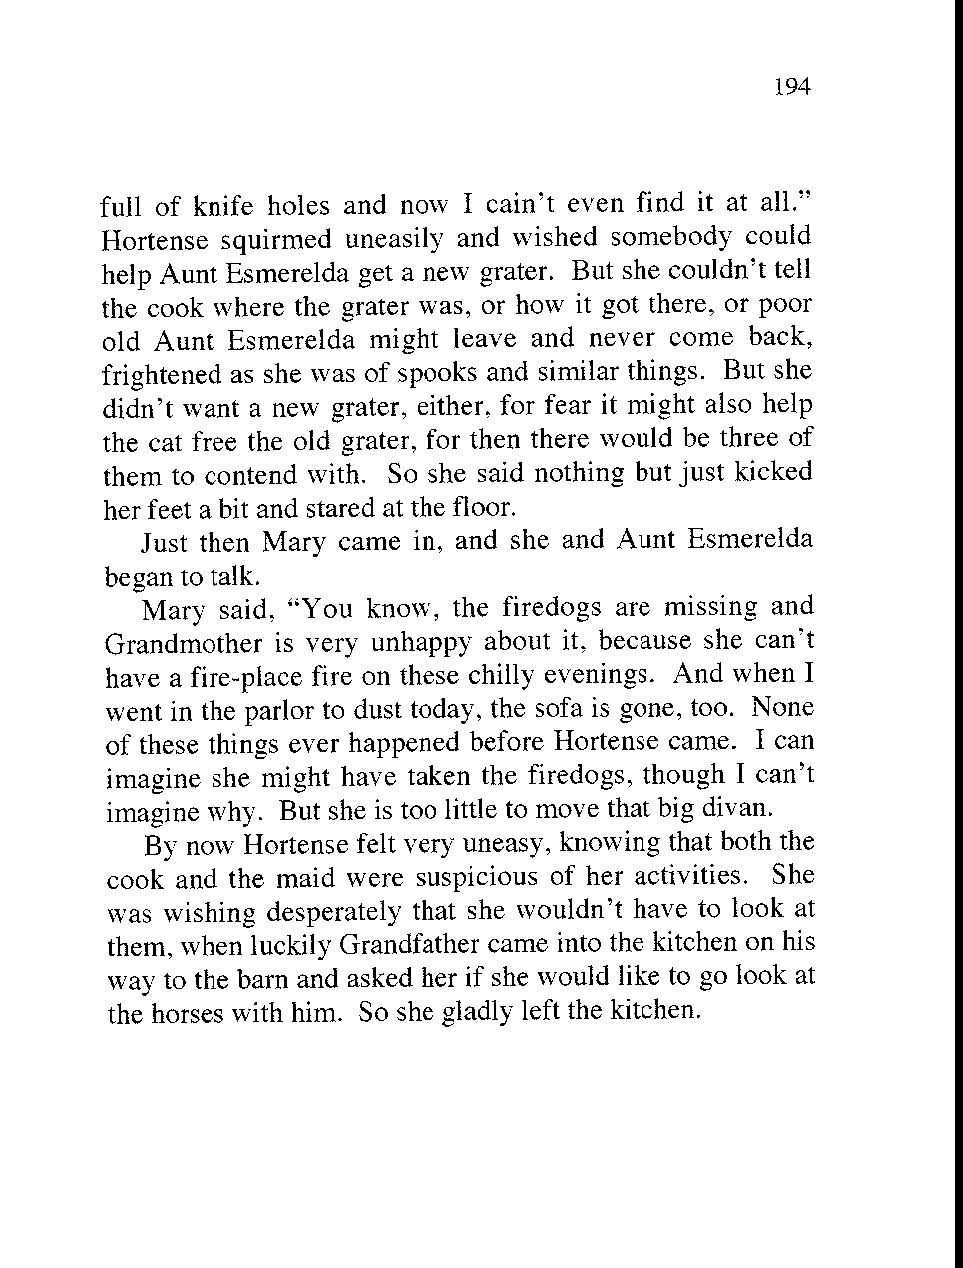 194
full of knife holes and now I cain't even find it at all.”
Hortense squirmed uneasily and wished somebody could
help Aunt Esmerelda get a new grater. But she couldn't tell
the cook where the grater was, or how it got there, or poor
old Aunt Esmerelda might leave and never come back,
frightened as she was of spooks and similar things. But she
didn't want a new grater, either, for fear it might also help
the cat free the old grater, for then there would be three of
them to contend with. So she said nothing but just kicked
her feet a bit and stared at the floor.
Just then Mary came in, and she and Aunt Esmerelda
began to talk.
Mary said, “You know, the firedogs are missing and
Grandmother is very unhappy about it, because she can't
have a fire-place fire on these chilly evenings. And when I
went in the parlor to dust today, the sofa is gone, too. None
of these things ever happened before Hortense came. I can
imagine she might have taken the firedogs, though I can't
imagine why. But she is too little to move that big divan.
By now Hortense felt very uneasy, knowing that both the
cook and the maid were suspicious of her activities. She
was wishing desperately that she wouldn't have to look at
them, when luckily Grandfather came into the kitchen on his
way to the barn and asked her if she would like to go look at
the horses with him. So she gladly left the kitchen.